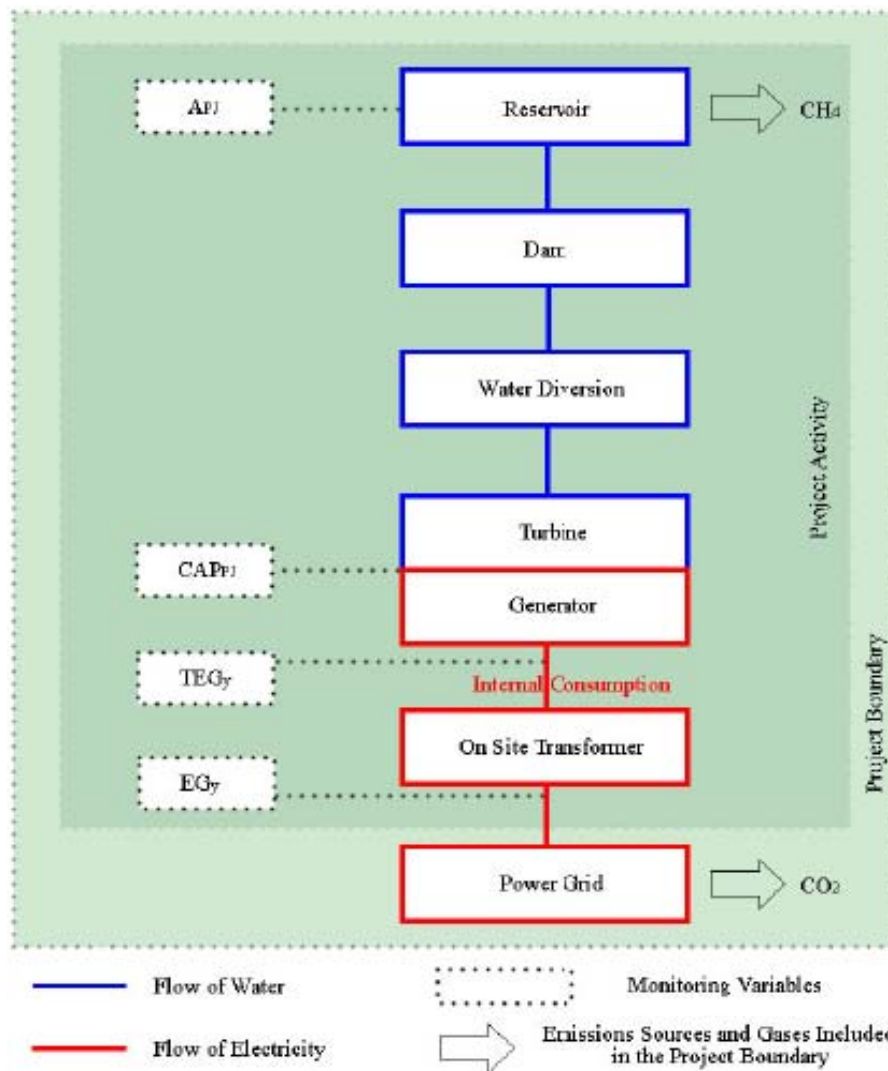 APJ
Reservoir
CH4
Dam
Water Diversion
Project Activity
Turbine
CAPPJ
Generator
TEGy
Internal Consumption
Project Boundary
On Site Transformer
EGy
Power Grid
CO2
Flow of Water
Monitoring Variables
Flow of Electricity
Emissions Sources and Gases Included
in the Project Boundary